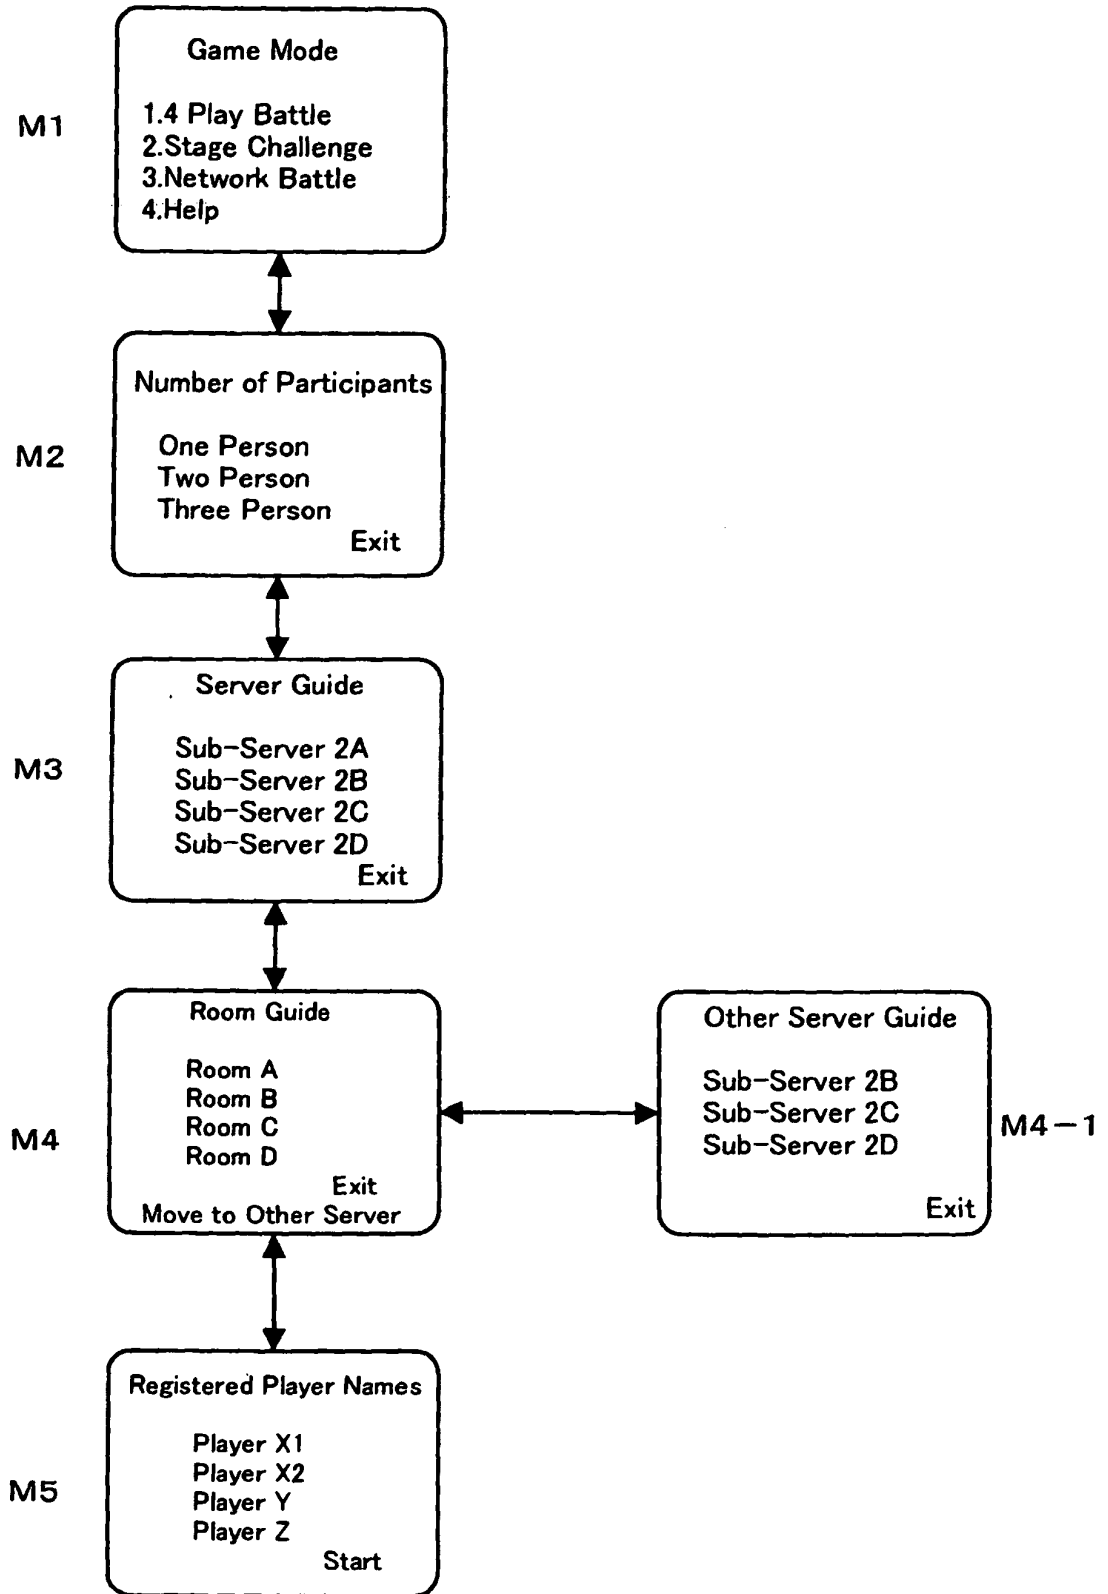 Game Mode
M1
1.4 Play Battle
2.Stage Challenge
3.Network Battle
4.Help
Number of Participants
M2
One Person
Two Person
Three Person
Exit
Server Guide
M3
Sub-Server 2A
Sub-Server 2B
Sub-Server 2C
Sub-Server 2D
Exit
Room Guide
M4
Room A
Room B
Room C
Room D
Exit
Move to Other Server
Other Server Guide
Sub-Server 2B
Sub-Server 2C
Sub-Server 2D
M4-1
Exit
Registered Player Names
M5
Player X1
Player X2
Player Y
Player Z
Start